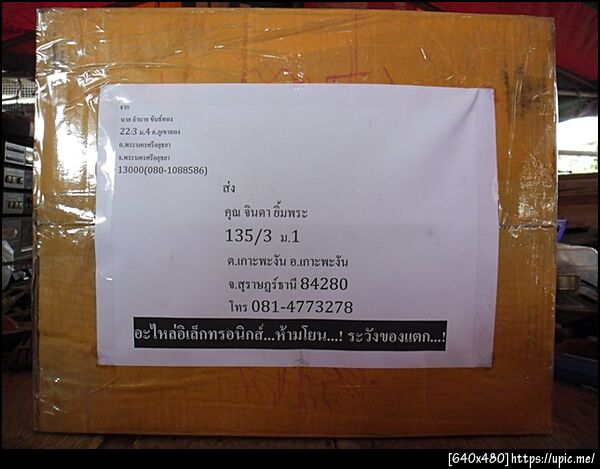 จาก
นาย อำนาจ ขันธ์ทอง
22/3 ม.4 ต.ภูเขาทอง
อ.พระนครศรีอยุธยา
จ.พระนครศรีอยุธยา
13000(080-1088586)
ส่ง
คุณ จินดา ยิ้มพระ
135/3 ม.1
ต.เกาะพะงัน อ.เกาะพะงัน
จ.สุราษฎร์ธานี 84280
โทร 081-4773278
อะไหล่อิเล็กทรอนิกส์...ห้ามโยน...! ระวังของแตก...!
[640x480]https://upic.me/